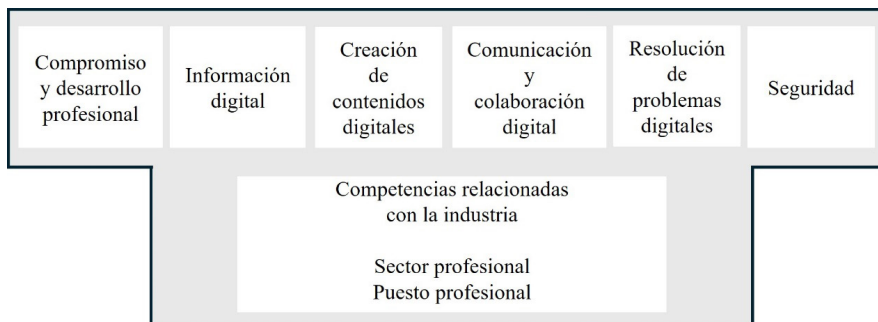 Compromiso
y desarrollo
profesional
Información
digital
Creación
de
contenidos
digitales
Comunicación
y
colaboración
digital
Resolución
de
problemas
digitales
Seguridad
Competencias relacionadas
con la industria
Sector profesional
Puesto profesional